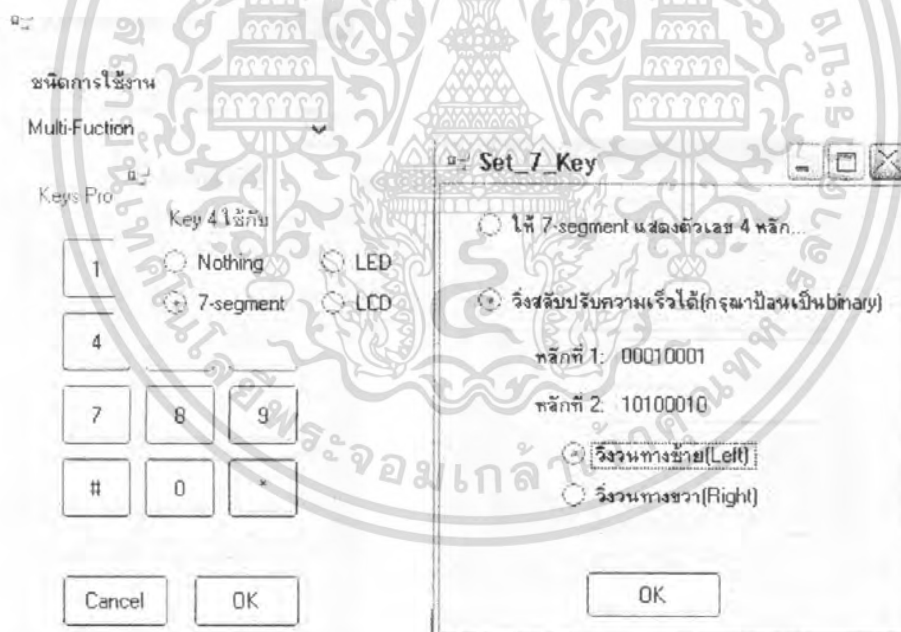 ชนิดการใช้งาน
Multi-Fuction
Keys Pro
Key 4 ใช้กับ
Nothing
LED
7-segment
LCD
1
4
7
8
9
#
0
*
Cancel
OK
Set_7_Key
ให้ 7-segment แสดงตัวเลข 4 หลัก...
วิ่งสลับปรับความเร็วได้(กรุณาป้อนเป็นbinary)
หลักที่ 1: 00010001
หลักที่ 2: 10100010
วิ่งวนทางซ้าย(Left)
วิ่งวนทางขวา(Right)
OK